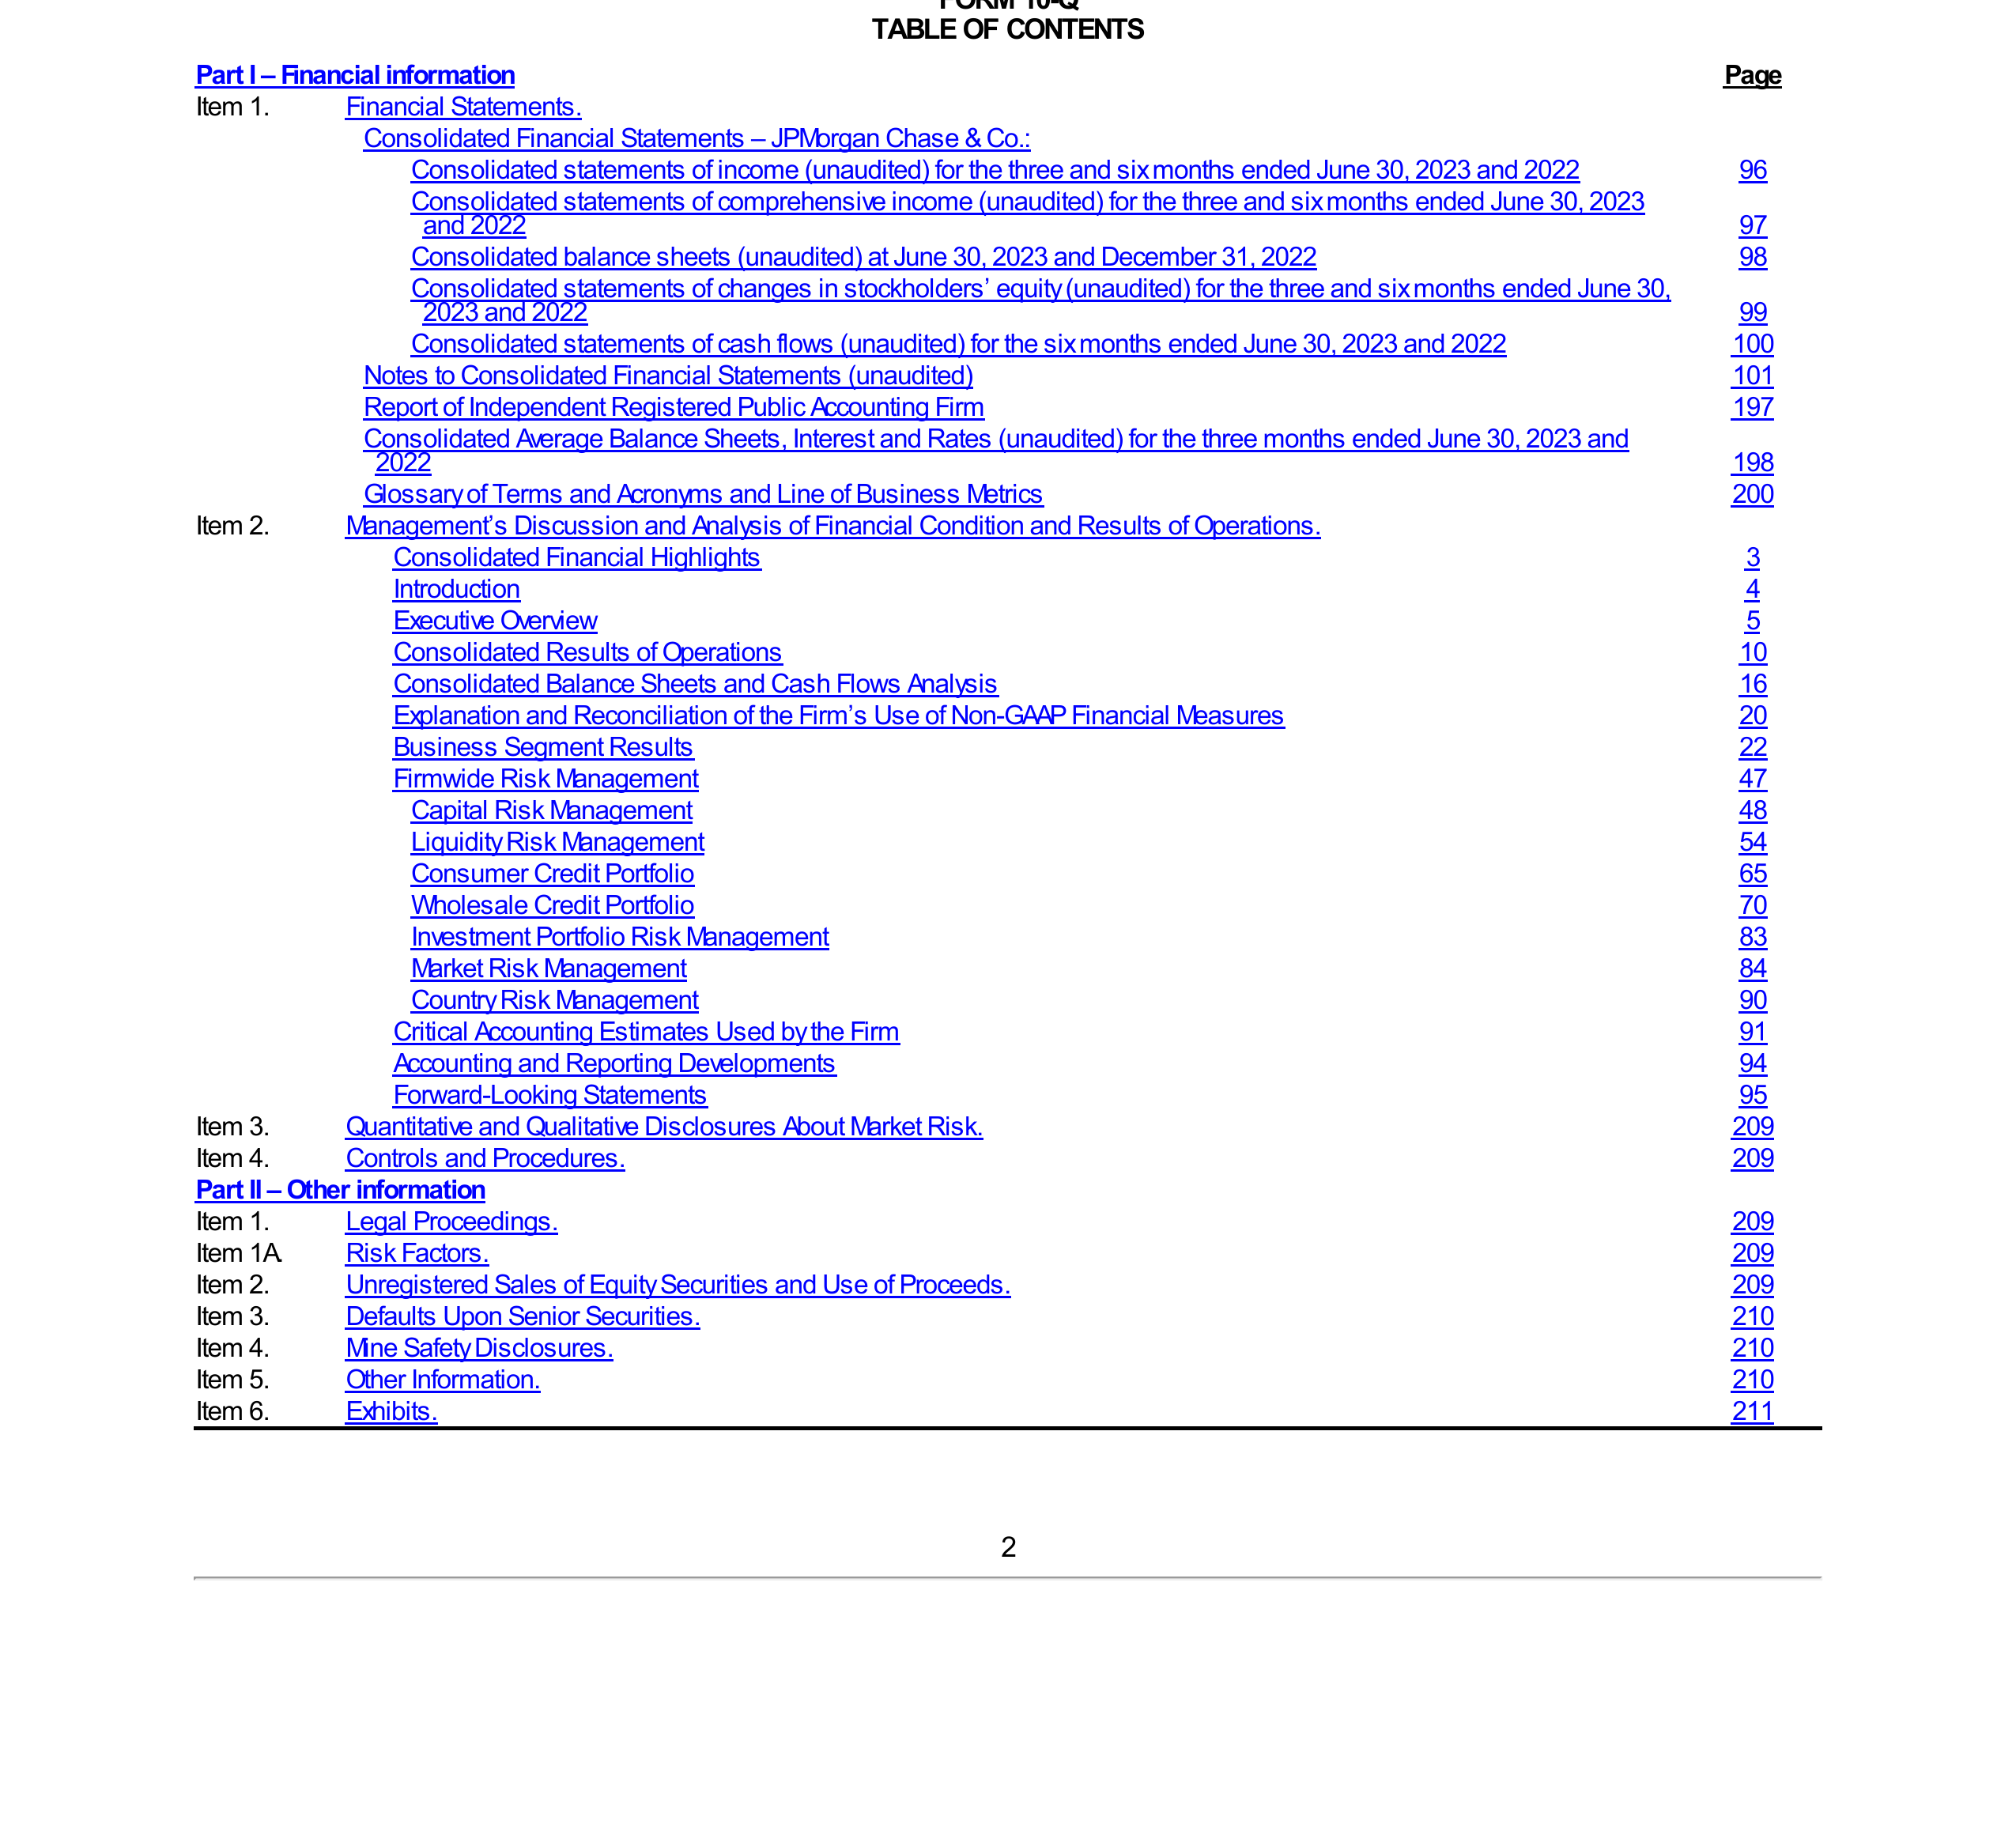 FORM 10-Q
TABLE OF CONTENTS
Part I – Financial information Page
Item 1. Financial Statements.
Consolidated Financial Statements – JPMorgan Chase & Co.:
Consolidated statements of income (unaudited) for the three and six months ended June 30, 2023 and 2022 96
Consolidated statements of comprehensive income (unaudited) for the three and six months ended June 30, 2023
and 2022 97
Consolidated balance sheets (unaudited) at June 30, 2023 and December 31, 2022 98
Consolidated statements of changes in stockholders’ equity (unaudited) for the three and six months ended June 30,
2023 and 2022 99
Consolidated statements of cash flows (unaudited) for the six months ended June 30, 2023 and 2022 100
Notes to Consolidated Financial Statements (unaudited) 101
Report of Independent Registered Public Accounting Firm 197
Consolidated Average Balance Sheets, Interest and Rates (unaudited) for the three months ended June 30, 2023 and
2022 198
Glossary of Terms and Acronyms and Line of Business Metrics 200
Item 2. Management’s Discussion and Analysis of Financial Condition and Results of Operations.
Consolidated Financial Highlights 3
Introduction 4
Executive Overview 5
Consolidated Results of Operations 10
Consolidated Balance Sheets and Cash Flows Analysis 16
Explanation and Reconciliation of the Firm’s Use of Non-GAAP Financial Measures 20
Business Segment Results 22
Firmwide Risk Management 47
Capital Risk Management 48
Liquidity Risk Management 54
Consumer Credit Portfolio 65
Wholesale Credit Portfolio 70
Investment Portfolio Risk Management 83
Market Risk Management 84
Country Risk Management 90
Critical Accounting Estimates Used by the Firm 91
Accounting and Reporting Developments 94
Forward-Looking Statements 95
Item 3. Quantitative and Qualitative Disclosures About Market Risk. 209
Item 4. Controls and Procedures. 209
Part II – Other information
Item 1. Legal Proceedings. 209
Item 1A. Risk Factors. 209
Item 2. Unregistered Sales of Equity Securities and Use of Proceeds. 209
Item 3. Defaults Upon Senior Securities. 210
Item 4. Mine Safety Disclosures. 210
Item 5. Other Information. 210
Item 6. Exhibits. 211
2